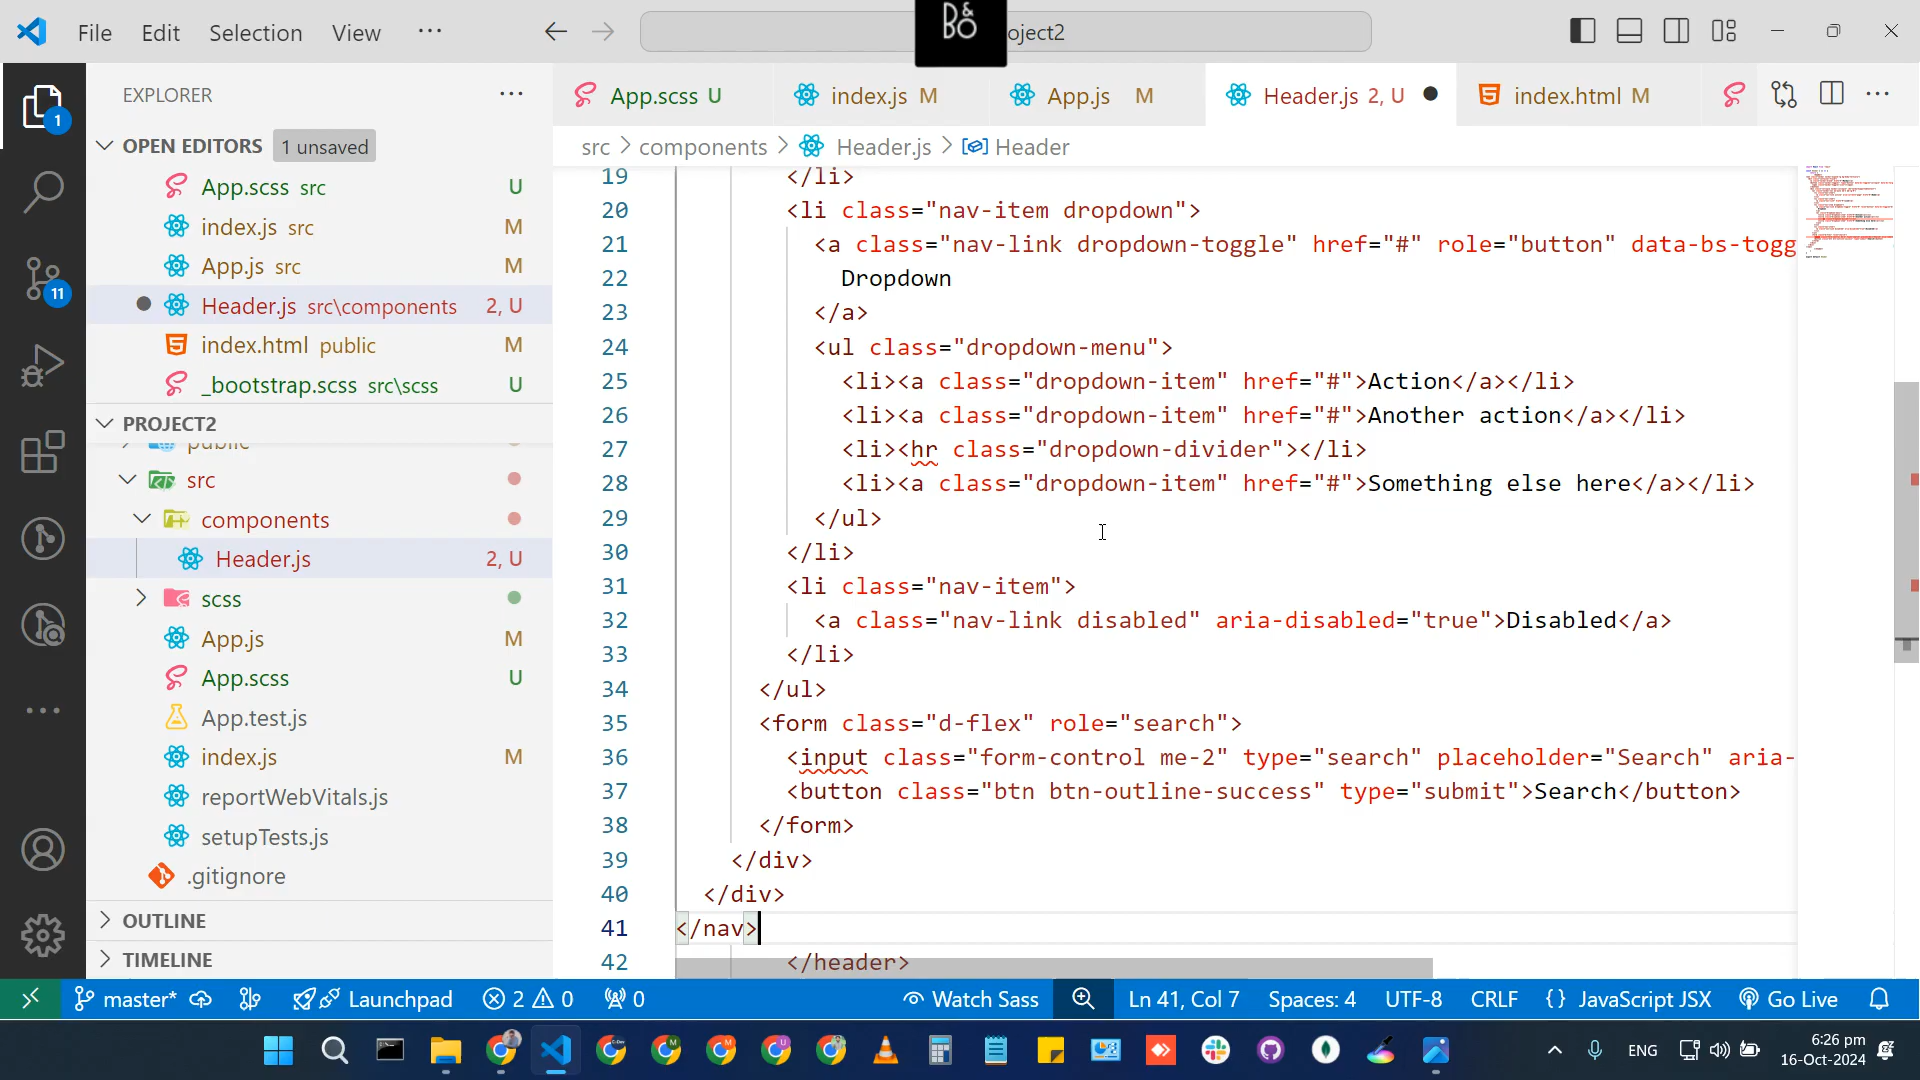 File Edit Selection View ···
B&O
oject2
EXPLORER ···
OPEN EDITORS 1 unsaved
App.scss src U
index.js src M
App.js src M
Header.js src\components 2, U
index.html public M
_bootstrap.scss src\scss U
PROJECT2
public
src
components
Header.js 2, U
scss
App.js M
App.scss U
App.test.js
index.js M
reportWebVitals.js
setupTests.js
.gitignore
OUTLINE
TIMELINE
1
11
App.scss U index.js M App.js M Header.js 2, U index.html M
src > components > Header.js > Header
19 </li>
20 <li class="nav-item dropdown">
21 <a class="nav-link dropdown-toggle" href="#" role="button" data-bs-togg
22 Dropdown
23 </a>
24 <ul class="dropdown-menu">
25 <li><a class="dropdown-item" href="#">Action</a></li>
26 <li><a class="dropdown-item" href="#">Another action</a></li>
27 <li><hr class="dropdown-divider"></li>
28 <li><a class="dropdown-item" href="#">Something else here</a></li>
29 </ul>
30 </li>
31 <li class="nav-item">
32 <a class="nav-link disabled" aria-disabled="true">Disabled</a>
33 </li>
34 </ul>
35 <form class="d-flex" role="search">
36 <input class="form-control me-2" type="search" placeholder="Search" aria-
37 <button class="btn btn-outline-success" type="submit">Search</button>
38 </form>
39 </div>
40 </div>
41 </nav>
42 </header>
master* Launchpad 2 0 0 Watch Sass Ln 41, Col 7 Spaces: 4 UTF-8 CRLF {} JavaScript JSX Go Live
ENG
6:26 pm
16-Oct-2024